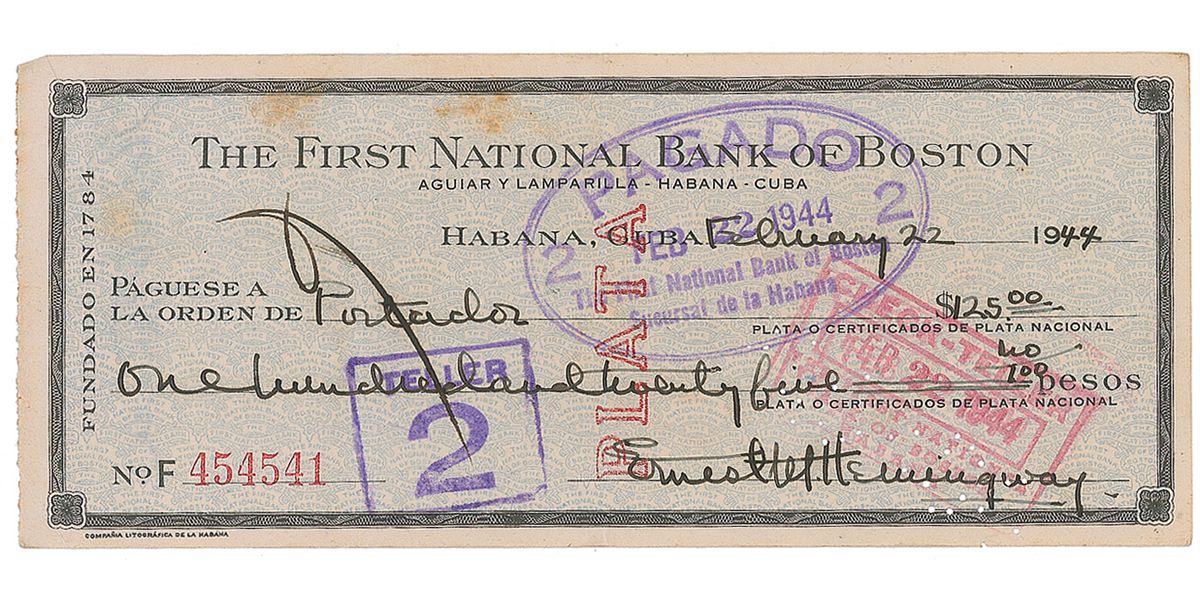 THE FIRST NATIONAL BANK OF BOSTON
AGUIAR Y LAMPARILLA - HABANA - CUBA
HABANA, CUBA February 22 1944
PÁGUESE A
LA ORDEN DE Portador $125.00
PLATA O CERTIFICADOS DE PLATA NACIONAL
One hundred and twenty five no/100 pesos
PLATA O CERTIFICADOS DE PLATA NACIONAL
No F 454541
Ernest M. Hemingway
FUNDADO EN 1784
COMPAÑIA LITOGRÁFICA DE LA HABANA
PLATA
PAGADO
2 FEB 22 1944 2
The First National Bank of Boston
Sucursal de la Habana
TELLER
2
FEB 1944